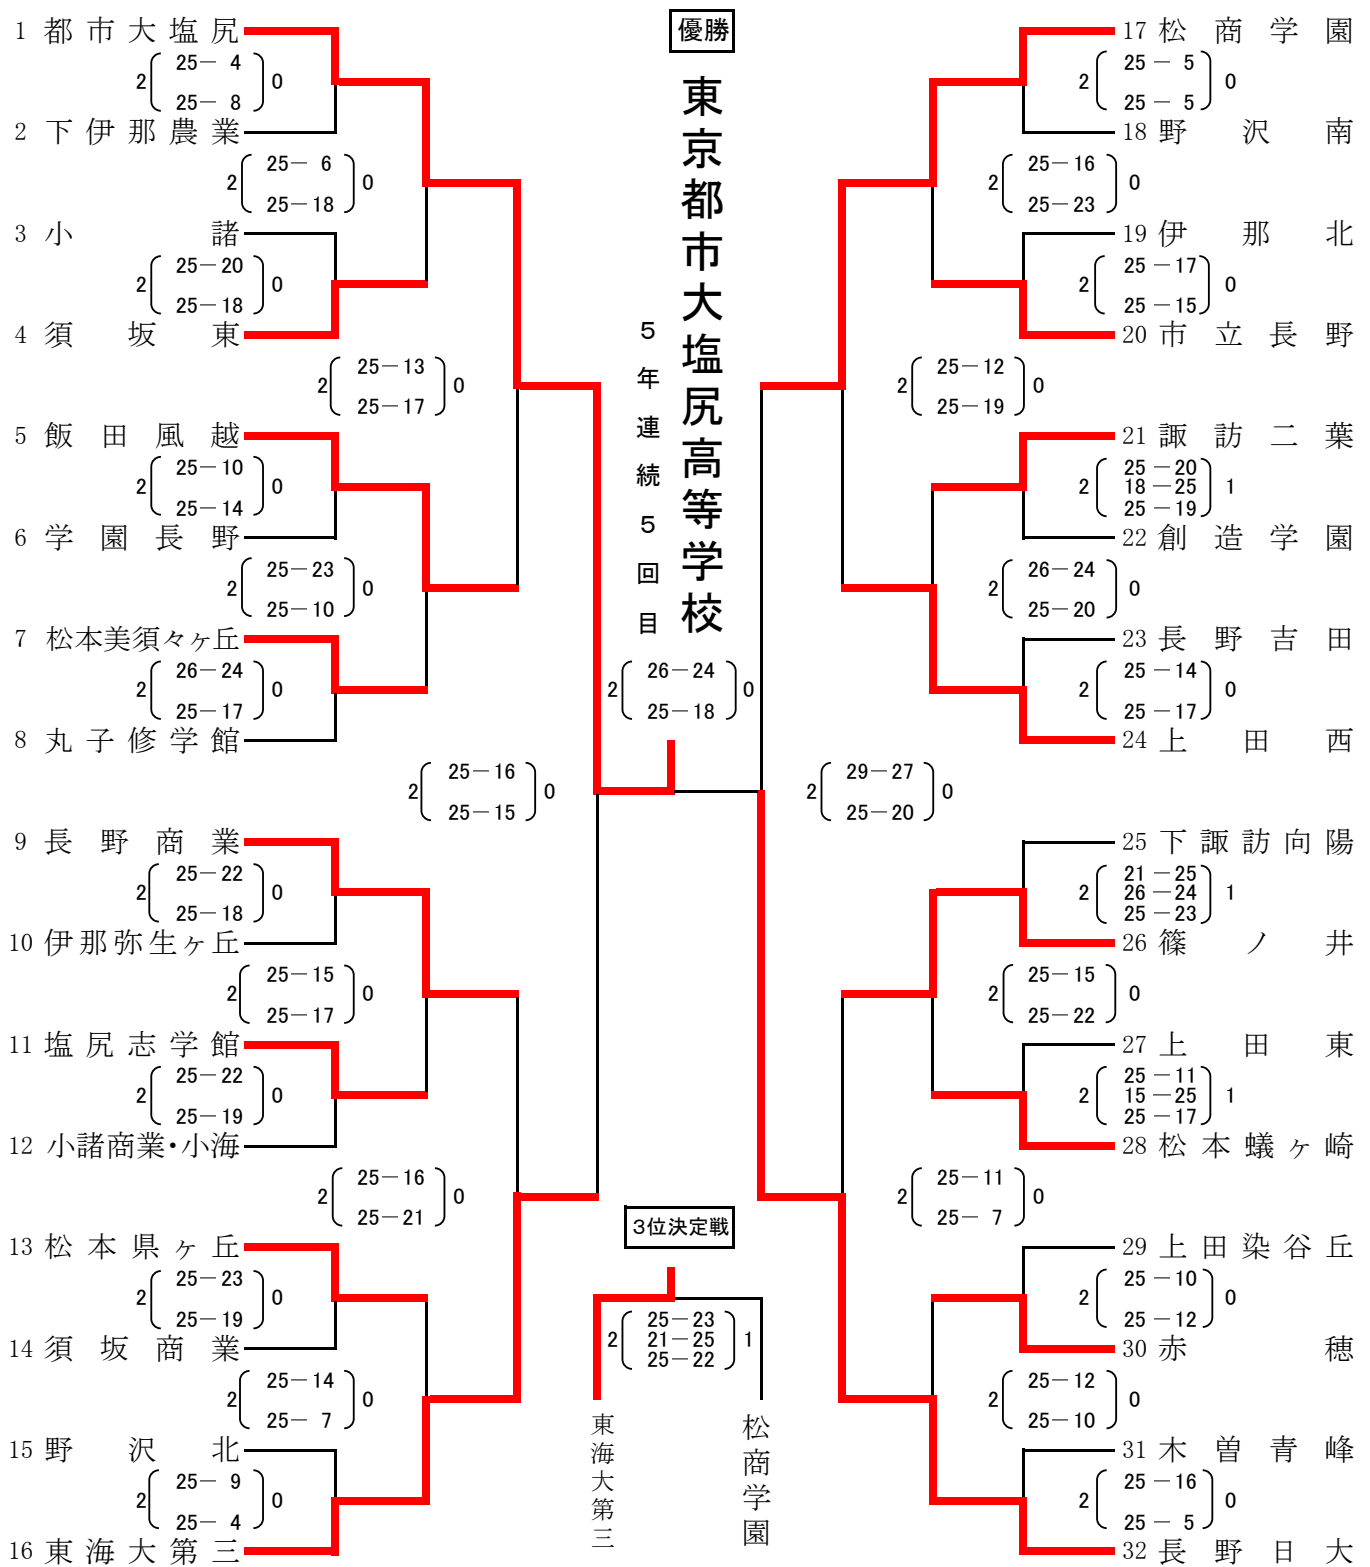 優勝
東京都市大塩尻高等学校
5年連続5回目
1 都市大塩尻
2 25－4 0
25－8
2 下伊那農業
2 25－6 0
25－18
3 小諸
2 25－20 0
25－18
4 須坂東
2 25－13 0
25－17
5 飯田風越
2 25－10 0
25－14
6 学園長野
2 25－23 0
25－10
7 松本美須々ヶ丘
2 26－24 0
25－17
8 丸子修学館
2 25－16 0
25－15
9 長野商業
2 25－22 0
25－18
10 伊那弥生ヶ丘
2 25－15 0
25－17
11 塩尻志学館
2 25－22 0
25－19
12 小諸商業・小海
2 25－16 0
25－21
13 松本県ヶ丘
2 25－23 0
25－19
14 須坂商業
2 25－14 0
25－7
15 野沢北
2 25－9 0
25－4
16 東海大第三
2 26－24 0
25－18
3位決定戦
2 25－23 1
21－25
25－22
東海大第三
松商学園
17 松商学園
2 25－5 0
25－5
18 野沢南
2 25－16 0
25－23
19 伊那北
2 25－17 0
25－15
20 市立長野
2 25－12 0
25－19
21 諏訪二葉
2 25－20 1
18－25
25－19
22 創造学園
2 26－24 0
25－20
23 長野吉田
2 25－14 0
25－17
24 上田西
2 29－27 0
25－20
25 下諏訪向陽
2 21－25 1
26－24
25－23
26 篠ノ井
2 25－15 0
25－22
27 上田東
2 25－11 1
15－25
25－17
28 松本蟻ヶ崎
2 25－11 0
25－7
29 上田染谷丘
2 25－10 0
25－12
30 赤穂
2 25－12 0
25－10
31 木曽青峰
2 25－16 0
25－5
32 長野日大